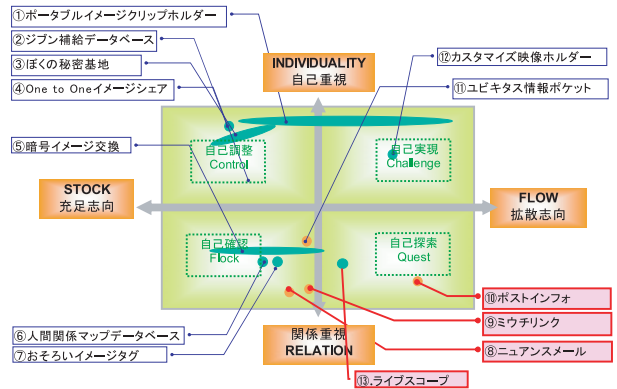 ①ポータブルイメージクリップホルダー
②ジブン補給データベース
③ぼくの秘密基地
④One to Oneイメージシェア
INDIVIDUALITY
自己重視
⑫カスタマイズ映像ホルダー
⑪ユビキタス情報ポケット
⑤暗号イメージ交換
自己調整
Control
自己実現
Challenge
STOCK
充足志向
FLOW
拡散志向
自己確認
Flock
自己探索
Quest
⑥人間関係マップデータベース
⑦おそろいイメージタグ
関係重視
RELATION
⑩ポストインフォ
⑨ミウチリンク
⑧ニュアンスメール
⑬.ライブスコープ